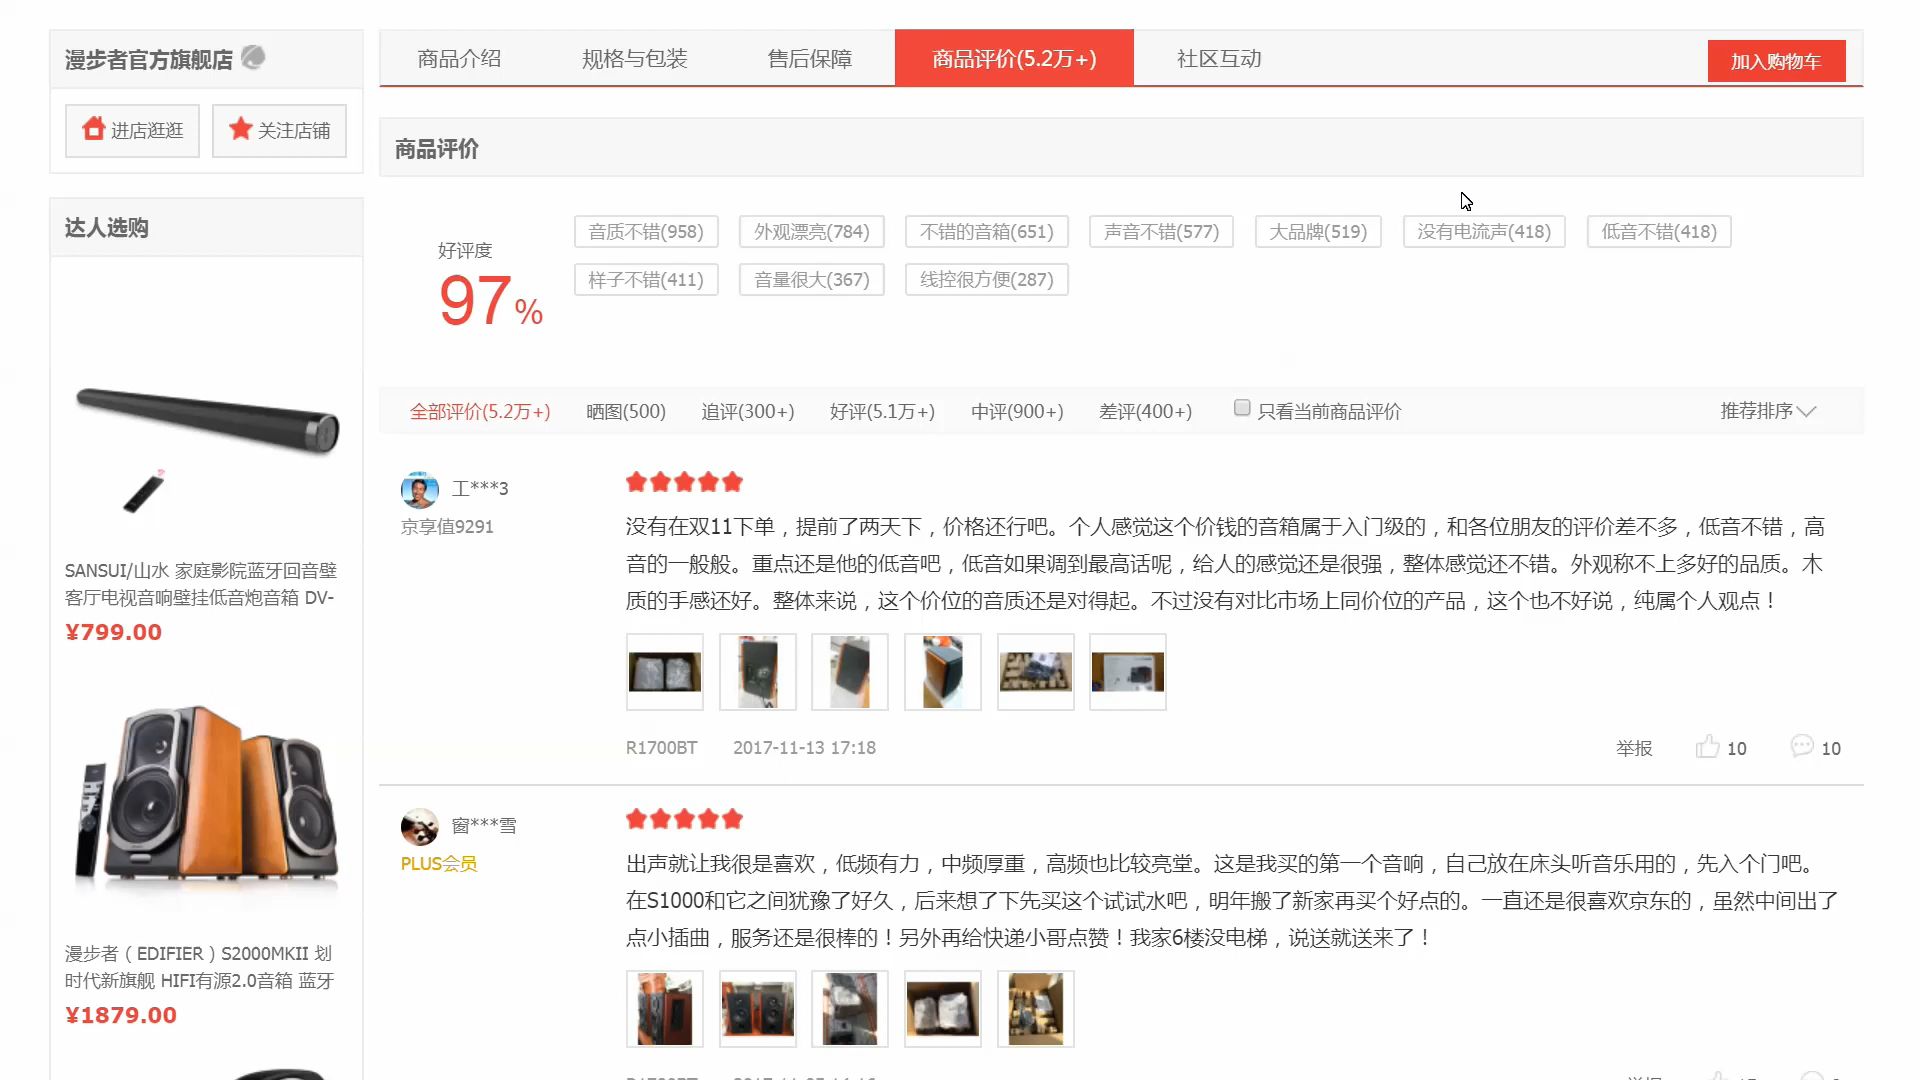 漫步者官方旗舰店
进店逛逛
关注店铺
达人选购
SANSUI/山水 家庭影院蓝牙回音壁
客厅电视音响壁挂低音炮音箱 DV-
¥799.00
漫步者（EDIFIER）S2000MKII 划
时代新旗舰 HIFI有源2.0音箱 蓝牙
¥1879.00
商品介绍 规格与包装 售后保障 商品评价(5.2万+) 社区互动 加入购物车
商品评价
好评度
97%
音质不错(958) 外观漂亮(784) 不错的音箱(651) 声音不错(577) 大品牌(519) 没有电流声(418) 低音不错(418)
样子不错(411) 音量很大(367) 线控很方便(287)
全部评价(5.2万+) 晒图(500) 追评(300+) 好评(5.1万+) 中评(900+) 差评(400+) 只看当前商品评价 推荐排序
工***3
京享值9291
没有在双11下单，提前了两天下，价格还行吧。个人感觉这个价钱的音箱属于入门级的，和各位朋友的评价差不多，低音不错，高
音的一般般。重点还是他的低音吧，低音如果调到最高话呢，给人的感觉还是很强，整体感觉还不错。外观称不上多好的品质。木
质的手感还好。整体来说，这个价位的音质还是对得起。不过没有对比市场上同价位的产品，这个也不好说，纯属个人观点！
R1700BT 2017-11-13 17:18 举报 10 10
窗***雪
PLUS会员
出声就让我很是喜欢，低频有力，中频厚重，高频也比较亮堂。这是我买的第一个音响，自己放在床头听音乐用的，先入个门吧。
在S1000和它之间犹豫了好久，后来想了下先买这个试试水吧，明年搬了新家再买个好点的。一直还是很喜欢京东的，虽然中间出了
点小插曲，服务还是很棒的！另外再给快递小哥点赞！我家6楼没电梯，说送就送来了！